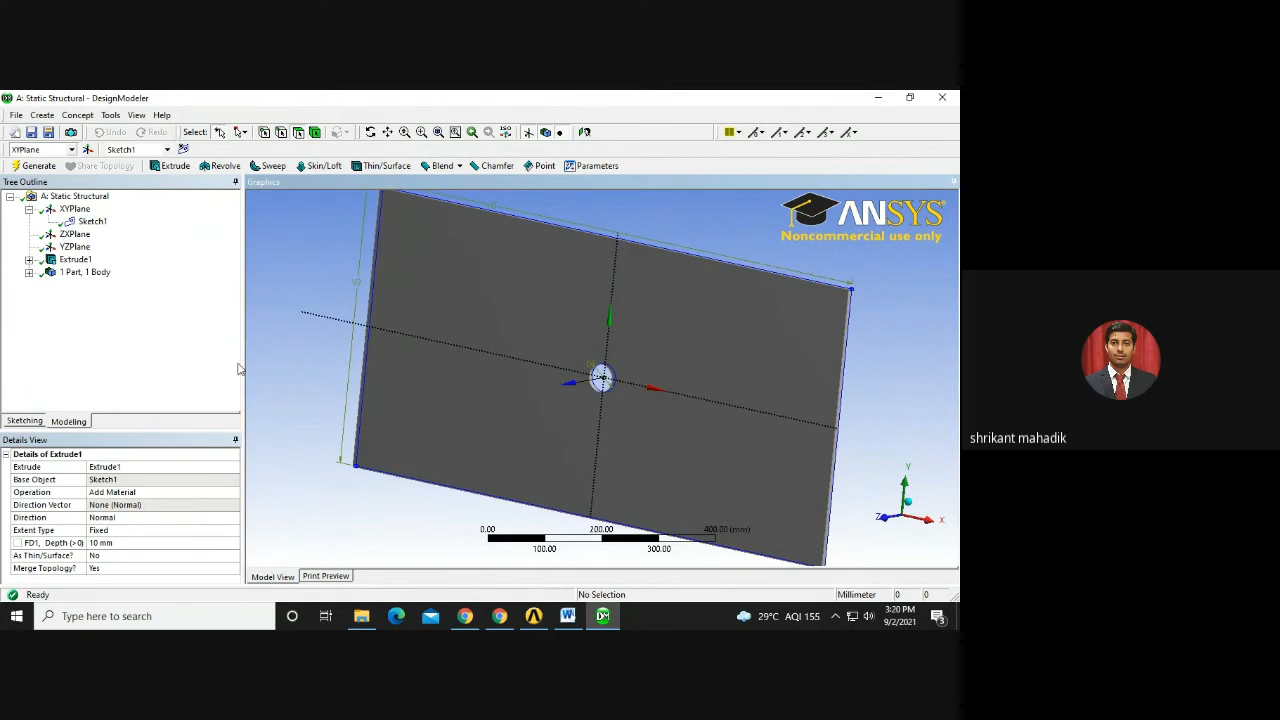 A: Static Structural - DesignModeler
File Create Concept Tools View Help
Undo Redo Select:
XYPlane Sketch1
Generate Share Topology Extrude Revolve Sweep Skin/Loft Thin/Surface Blend Chamfer Point Parameters
Tree Outline
A: Static Structural
XYPlane
Sketch1
ZXPlane
YZPlane
Extrude1
1 Part, 1 Body
Sketching Modeling
Details View
Details of Extrude1
Extrude Extrude1
Base Object Sketch1
Operation Add Material
Direction Vector None (Normal)
Direction Normal
Extent Type Fixed
FD1, Depth (>0) 10 mm
As Thin/Surface? No
Merge Topology? Yes
Graphics
ANSYS
Noncommercial use only
V2
Y
Z X
0.00 200.00 400.00 (mm)
100.00 300.00
Model View Print Preview
Ready No Selection Millimeter 0 0
Type here to search
29°C AQI 155
3:20 PM
9/2/2021
3
shrikant mahadik